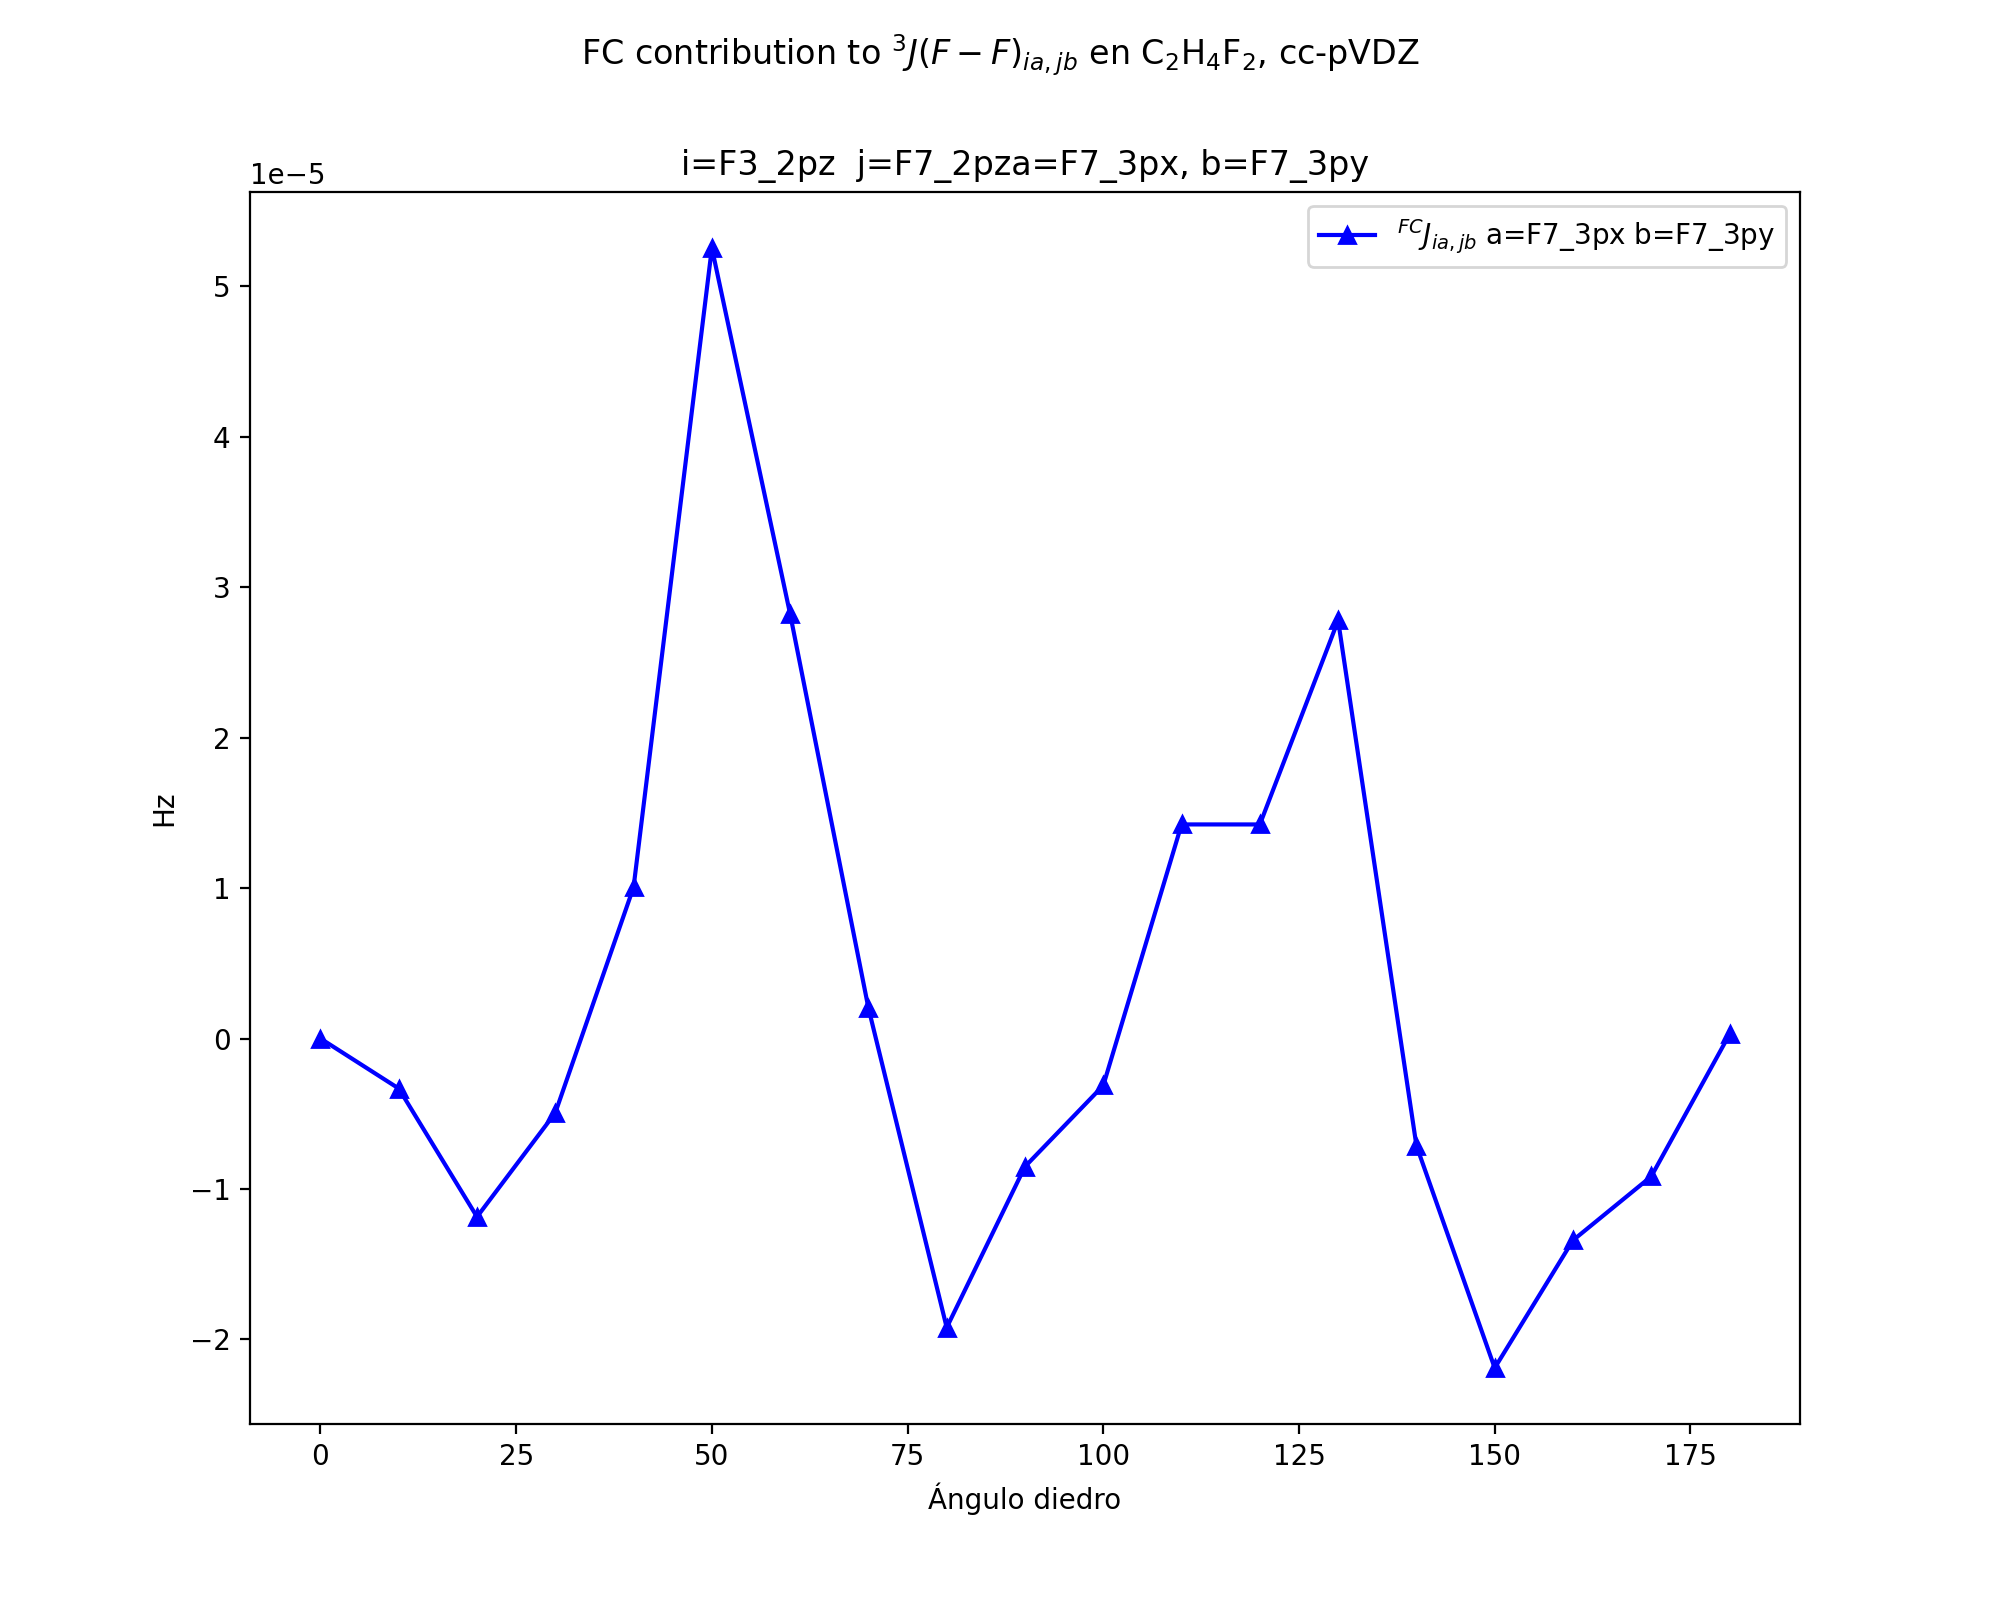 FC contribution to ³J(F − F)ia, jb en C₂H₄F₂, cc-pVDZ
i=F3_2pz  j=F7_2pza=F7_3px, b=F7_3py
1e−5
FCJia, jb a=F7_3px b=F7_3py
5
4
3
2
1
0
−1
−2
Hz
0 25 50 75 100 125 150 175
Ángulo diedro